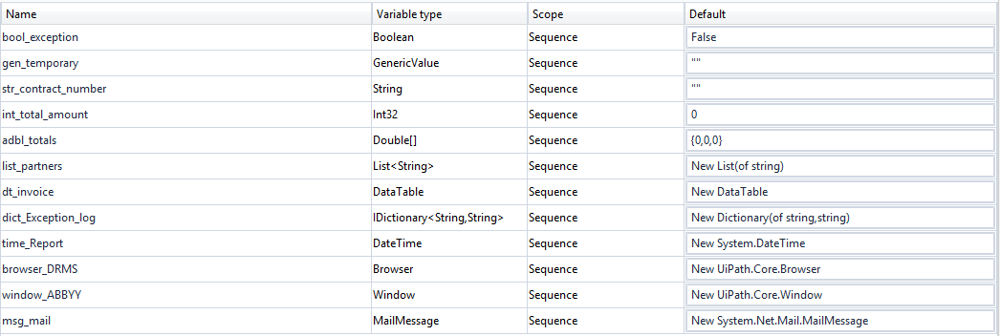 Name Variable type Scope Default
bool_exception Boolean Sequence False
gen_temporary GenericValue Sequence ""
str_contract_number String Sequence ""
int_total_amount Int32 Sequence 0
adbl_totals Double[] Sequence {0,0,0}
list_partners List<String> Sequence New List(of string)
dt_invoice DataTable Sequence New DataTable
dict_Exception_log IDictionary<String,String> Sequence New Dictionary(of string,string)
time_Report DateTime Sequence New System.DateTime
browser_DRMS Browser Sequence New UiPath.Core.Browser
window_ABBYY Window Sequence New UiPath.Core.Window
msg_mail MailMessage Sequence New System.Net.Mail.MailMessage